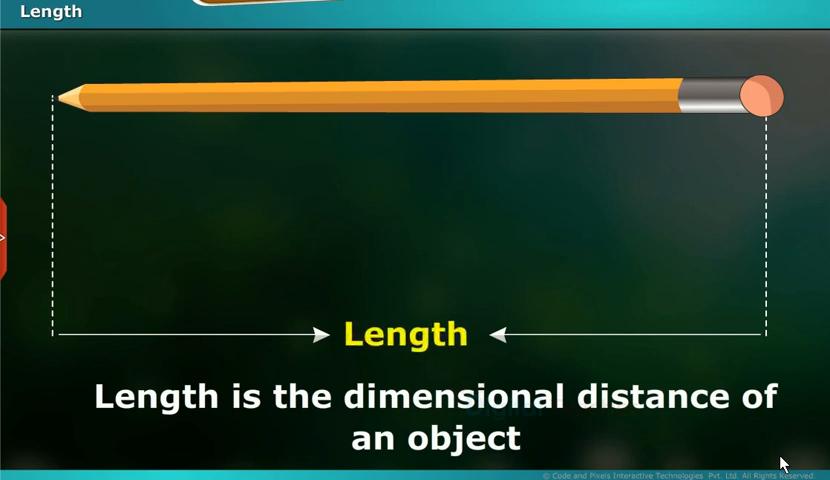 Length
Length
Length is the dimensional distance of
an object
© Code and Pixels Interactive Technologies Pvt. Ltd. All Rights Reserved.